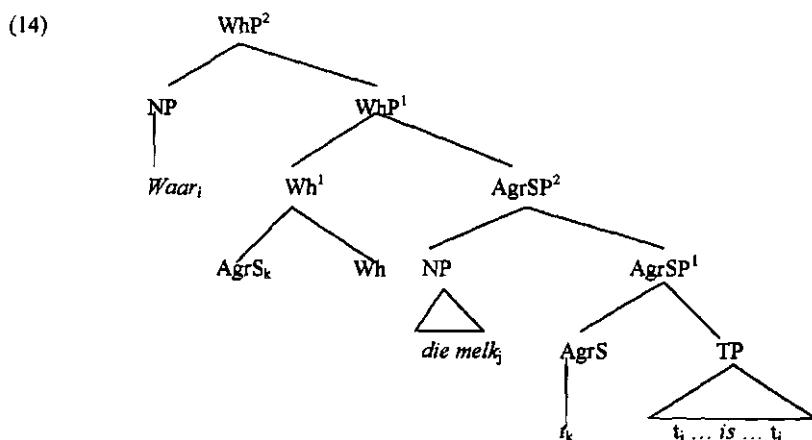 (14)
WhP²
NP WhP¹
Waarᵢ Wh¹ AgrSP²
AgrSₖ Wh NP AgrSP¹
die melkⱼ AgrS TP
tₖ tⱼ ... is ... tᵢ